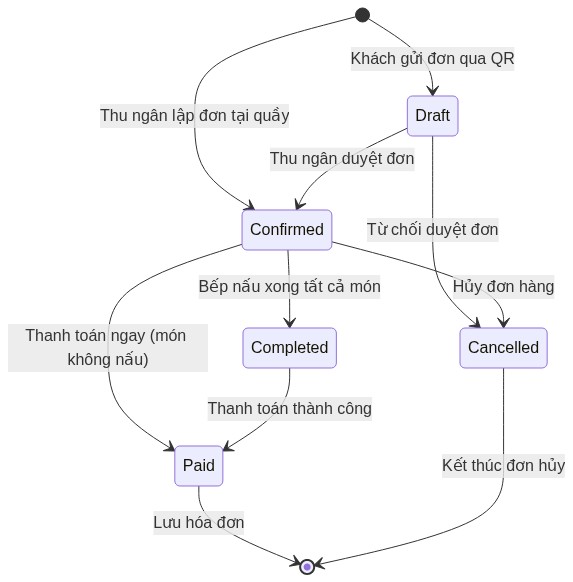 Khách gửi đơn qua QR
Thu ngân lập đơn tại quầy
Draft
Thu ngân duyệt đơn
Confirmed
Từ chối duyệt đơn
Bếp nấu xong tất cả món
Hủy đơn hàng
Thanh toán ngay (món
không nấu)
Completed
Cancelled
Thanh toán thành công
Paid
Kết thúc đơn hủy
Lưu hóa đơn